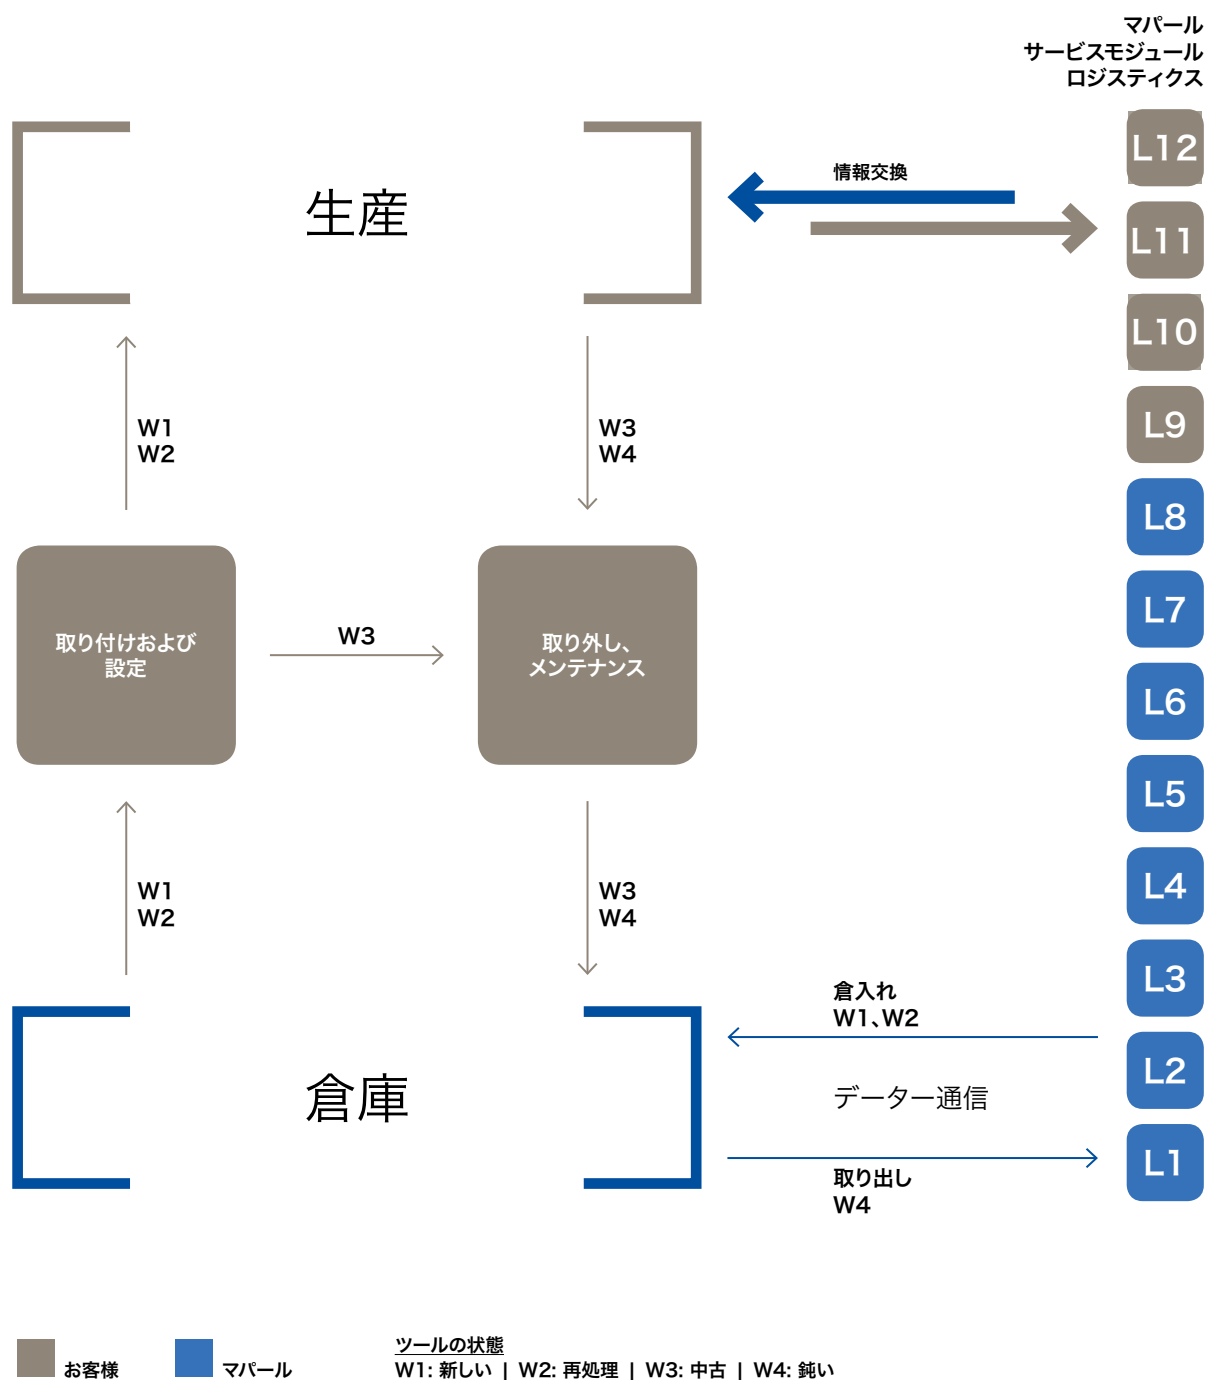 マパール
サービスモジュール
ロジスティクス
L12
情報交換
生産
L11
L10
W1
W2
W3
W4
L9
L8
L7
取り付けおよび
設定
W3
取り外し、
メンテナンス
L6
L5
W1
W2
W3
W4
L4
L3
倉入れ
W1、W2
L2
倉庫
データー通信
L1
取り出し
W4
お客様
マパール
ツールの状態
W1: 新しい | W2: 再処理 | W3: 中古 | W4: 鈍い